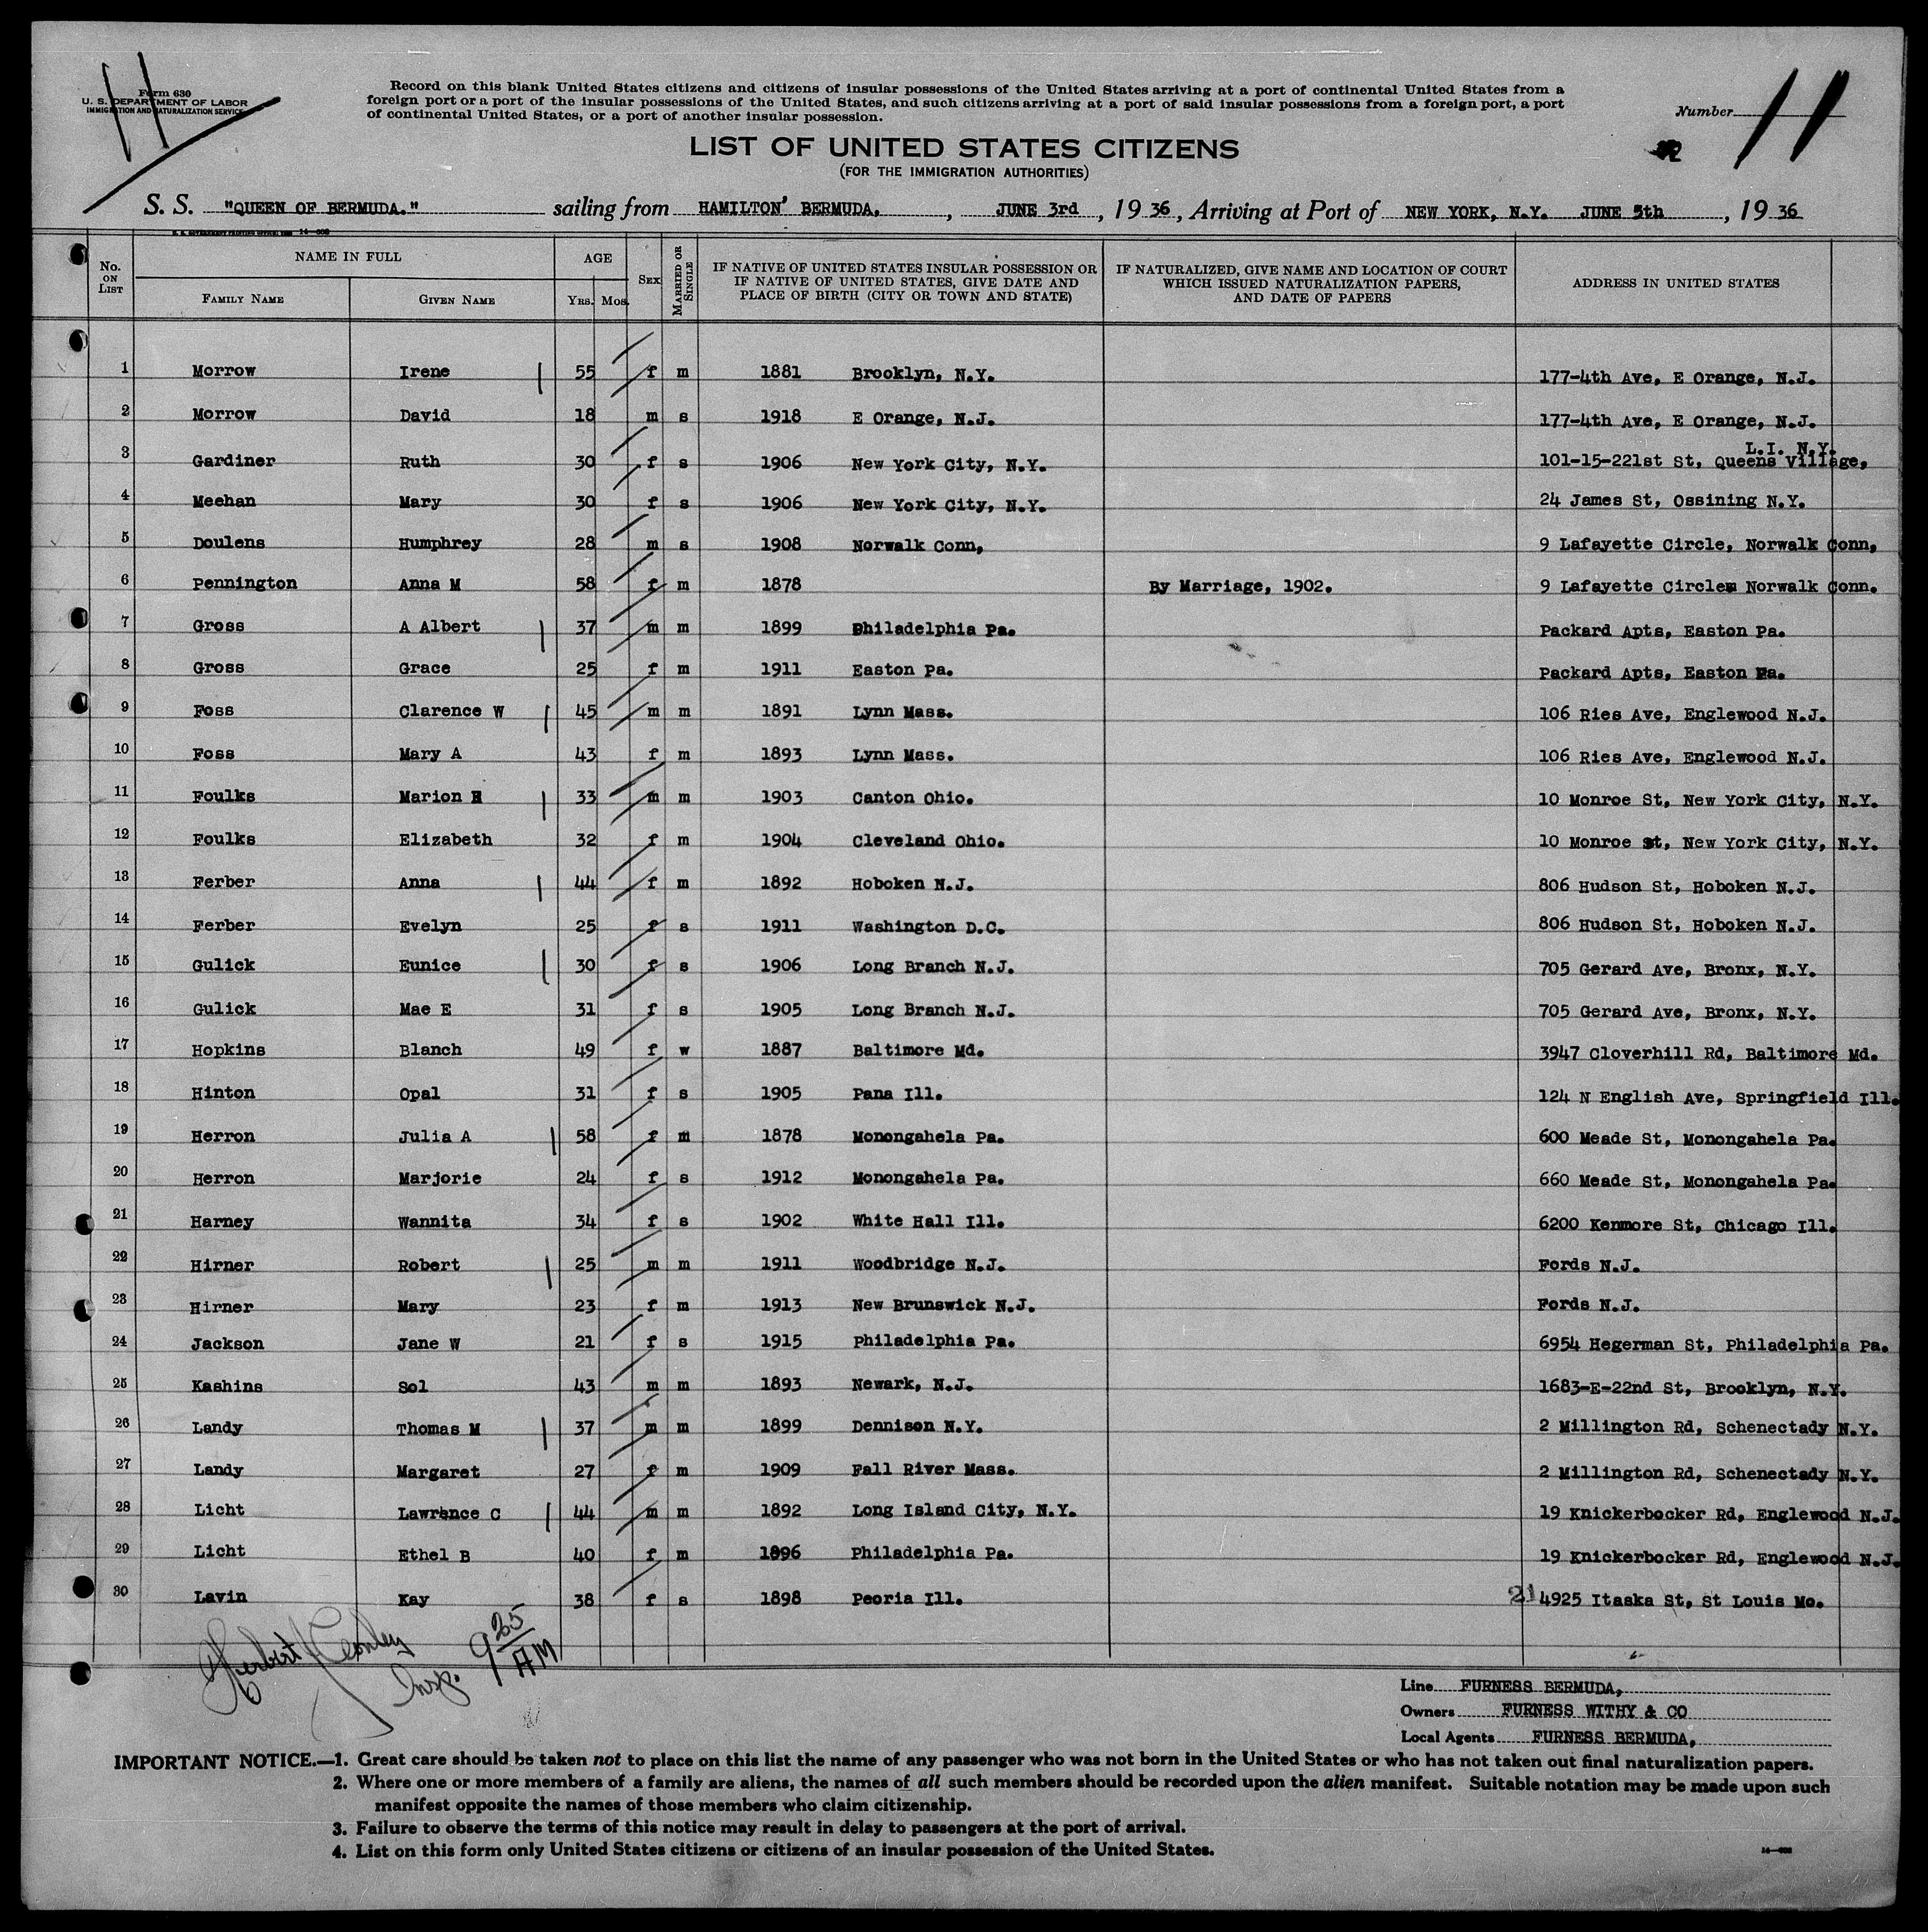 11
Form 630
U. S. DEPARTMENT OF LABOR
IMMIGRATION AND NATURALIZATION SERVICE
Record on this blank United States citizens and citizens of insular possessions of the United States arriving at a port of continental United States from a
foreign port or a port of the insular possessions of the United States, and such citizens arriving at a port of said insular possessions from a foreign port, a port
of continental United States, or a port of another insular possession.
Number 11
LIST OF UNITED STATES CITIZENS
(FOR THE IMMIGRATION AUTHORITIES)
S. S. "QUEEN OF BERMUDA." sailing from HAMILTON' BERMUDA, , JUNE 3rd , 19 36 , Arriving at Port of NEW YORK, N.Y. JUNE 5th , 19 36
No. ON LIST NAME IN FULL FAMILY NAME GIVEN NAME AGE YRS. MOS. SEX MARRIED OR SINGLE IF NATIVE OF UNITED STATES INSULAR POSSESSION OR IF NATIVE OF UNITED STATES, GIVE DATE AND PLACE OF BIRTH (CITY OR TOWN AND STATE) IF NATURALIZED, GIVE NAME AND LOCATION OF COURT WHICH ISSUED NATURALIZATION PAPERS, AND DATE OF PAPERS ADDRESS IN UNITED STATES
1 Morrow Irene 55 f m 1881 Brooklyn, N.Y. 177-4th Ave, E Orange, N.J.
2 Morrow David 18 m s 1918 E Orange, N.J. 177-4th Ave, E Orange, N.J.
L.I. N.Y.
3 Gardiner Ruth 30 f s 1906 New York City, N.Y. 101-15-221st St, Queens Village,
4 Meehan Mary 30 f s 1906 New York City, N.Y. 24 James St, Ossining N.Y.
5 Doulens Humphrey 28 m s 1908 Norwalk Conn, 9 Lafayette Circle, Norwalk Conn,
6 Pennington Anna M 58 f m 1878 By Marriage, 1902. 9 Lafayette Circlem Norwalk Conn.
7 Gross A Albert 37 m m 1899 Philadelphia Pa. Packard Apts, Easton Pa.
8 Gross Grace 25 f m 1911 Easton Pa. Packard Apts, Easton Pa.
9 Foss Clarence W 45 m m 1891 Lynn Mass. 106 Ries Ave, Englewood N.J.
10 Foss Mary A 43 f m 1893 Lynn Mass. 106 Ries Ave, Englewood N.J.
11 Foulks Marion H 33 m m 1903 Canton Ohio. 10 Monroe St, New York City, N.Y.
12 Foulks Elizabeth 32 f m 1904 Cleveland Ohio. 10 Monroe St, New York City, N.Y.
13 Ferber Anna 44 f m 1892 Hoboken N.J. 806 Hudson St, Hoboken N.J.
14 Ferber Evelyn 25 f s 1911 Washington D.C. 806 Hudson St, Hoboken N.J.
15 Gulick Eunice 30 f s 1906 Long Branch N.J. 705 Gerard Ave, Bronx, N.Y.
16 Gulick Mae E 31 f s 1905 Long Branch N.J. 705 Gerard Ave, Bronx, N.Y.
17 Hopkins Blanch 49 f w 1887 Baltimore Md. 3947 Cloverhill Rd, Baltimore Md.
18 Hinton Opal 31 f s 1905 Pana Ill. 124 N English Ave, Springfield Ill.
19 Herron Julia A 58 f m 1878 Monongahela Pa. 600 Meade St, Monongahela Pa.
20 Herron Marjorie 24 f s 1912 Monongahela Pa. 660 Meade St, Monongahela Pa.
21 Harney Wannita 34 f s 1902 White Hall Ill. 6200 Kenmore St, Chicago Ill.
22 Hirner Robert 25 m m 1911 Woodbridge N.J. Fords N.J.
23 Hirner Mary 23 f m 1913 New Brunswick N.J. Fords N.J.
24 Jackson Jane W 21 f s 1915 Philadelphia Pa. 6954 Hegerman St, Philadelphia Pa.
25 Kashins Sol 43 m m 1893 Newark, N.J. 1683-E-22nd St, Brooklyn, N.Y.
26 Landy Thomas M 37 m m 1899 Dennison N.Y. 2 Millington Rd, Schenectady N.Y.
27 Landy Margaret 27 f m 1909 Fall River Mass. 2 Millington Rd, Schenectady N.Y.
28 Licht Lawrence C 44 m m 1892 Long Island City, N.Y. 19 Knickerbocker Rd, Englewood N.J.
29 Licht Ethel B 40 f m 1896 Philadelphia Pa. 19 Knickerbocker Rd, Englewood N.J.
30 Lavin Kay 38 f s 1898 Peoria Ill. 21 4925 Itaska St, St Louis Mo.
Herbert Insp. 9 25 AM
Line FURNESS BERMUDA,
Owners FURNESS WITHY & CO
Local Agents FURNESS BERMUDA,
IMPORTANT NOTICE.—1. Great care should be taken not to place on this list the name of any passenger who was not born in the United States or who has not taken out final naturalization papers.
2. Where one or more members of a family are aliens, the names of all such members should be recorded upon the alien manifest. Suitable notation may be made upon such
manifest opposite the names of those members who claim citizenship.
3. Failure to observe the terms of this notice may result in delay to passengers at the port of arrival.
4. List on this form only United States citizens or citizens of an insular possession of the United States.